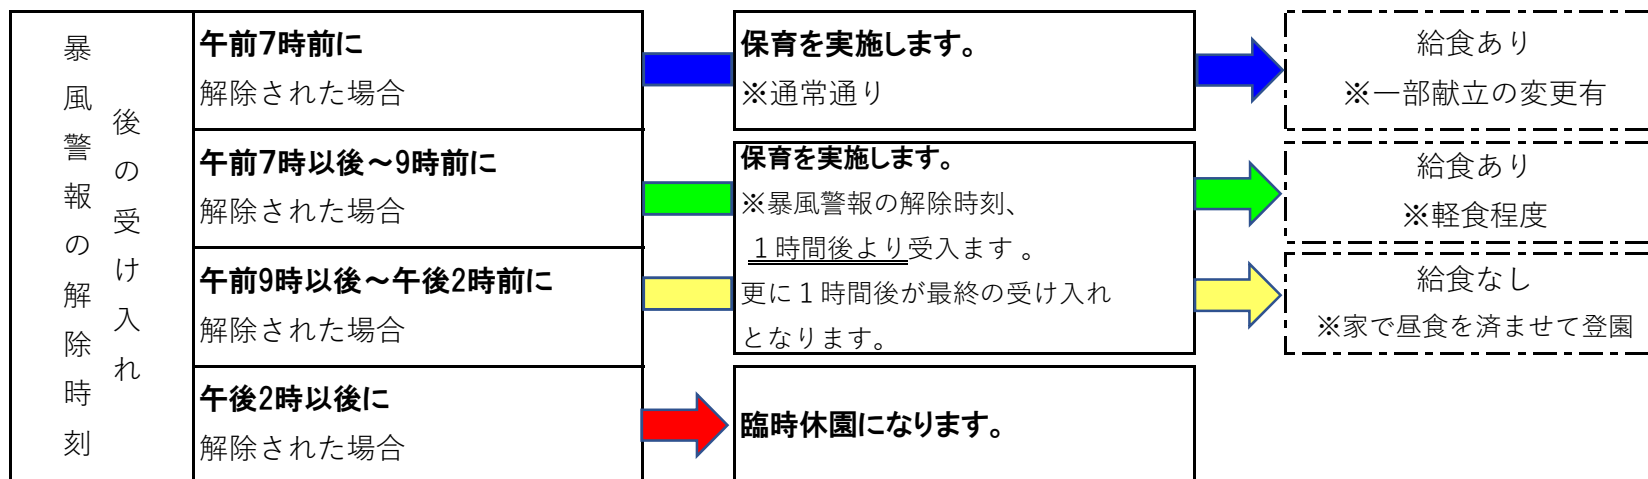 暴風警報の解除時刻
後の受け入れ
午前7時前に
解除された場合
保育を実施します。
※通常通り
給食あり
※一部献立の変更有
午前7時以後～9時前に
解除された場合
保育を実施します。
※暴風警報の解除時刻、
１時間後より受入ます 。
更に１時間後が最終の受け入れ
となります。
給食あり
※軽食程度
午前9時以後～午後2時前に
解除された場合
給食なし
※家で昼食を済ませて登園
午後2時以後に
解除された場合
臨時休園になります。